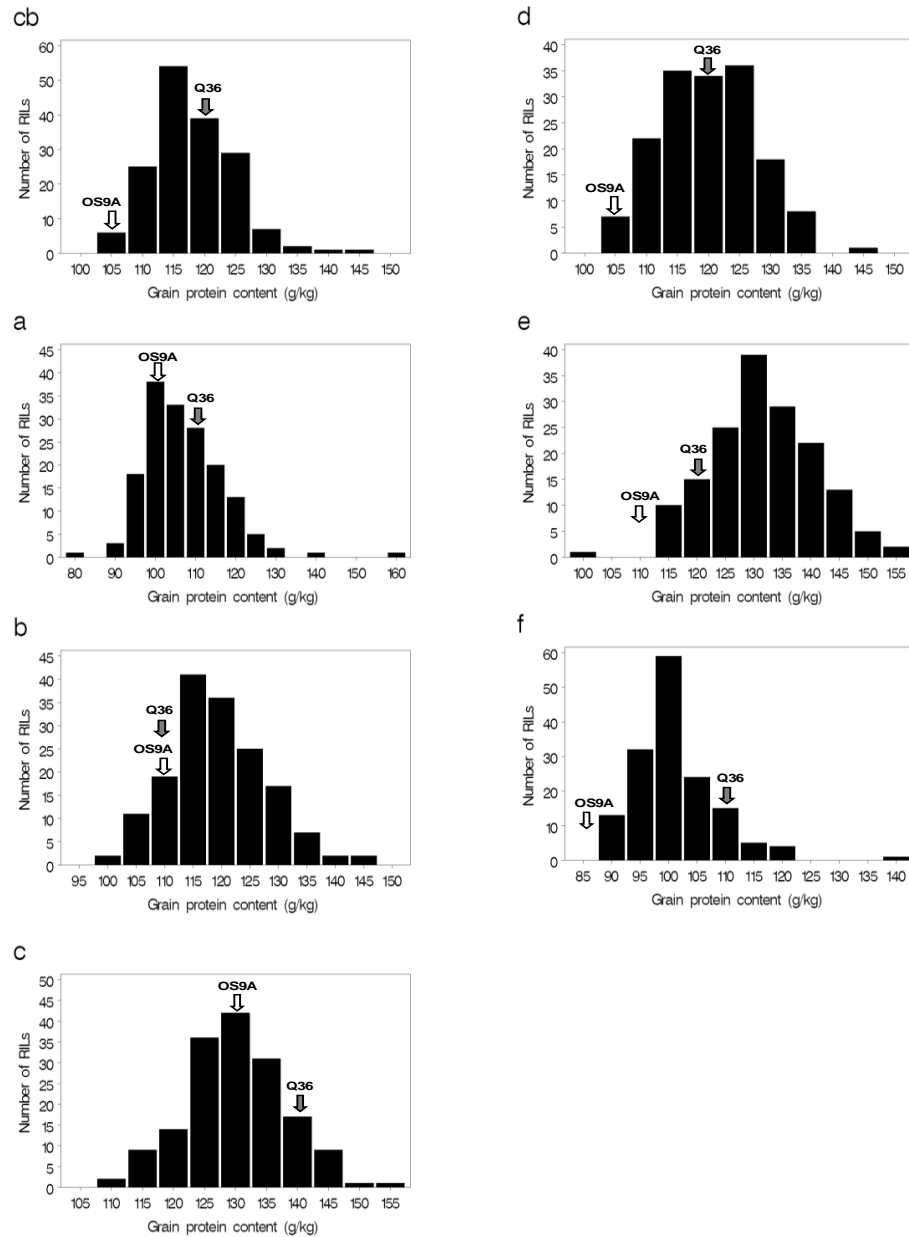 cb
60
50
40
30
20
10
0
Number of RILs
Q36
OS9A
100 105 110 115 120 125 130 135 140 145 150
Grain protein content (g/kg)
d
40
35
30
25
20
15
10
5
0
Number of RILs
Q36
OS9A
100 105 110 115 120 125 130 135 140 145 150
Grain protein content (g/kg)
a
45
40
35
30
25
20
15
10
5
0
Number of RILs
OS9A
Q36
80 90 100 110 120 130 140 150 160
Grain protein content (g/kg)
e
40
35
30
25
20
15
10
5
0
Number of RILs
Q36
OS9A
100 105 110 115 120 125 130 135 140 145 150 155
Grain protein content (g/kg)
b
45
40
35
30
25
20
15
10
5
0
Number of RILs
Q36
OS9A
95 100 105 110 115 120 125 130 135 140 145 150
Grain protein content (g/kg)
f
60
50
40
30
20
10
0
Number of RILs
Q36
OS9A
85 90 95 100 105 110 115 120 125 130 135 140
Grain protein content (g/kg)
c
50
45
40
35
30
25
20
15
10
5
0
Number of RILs
OS9A
Q36
105 110 115 120 125 130 135 140 145 150 155
Grain protein content (g/kg)